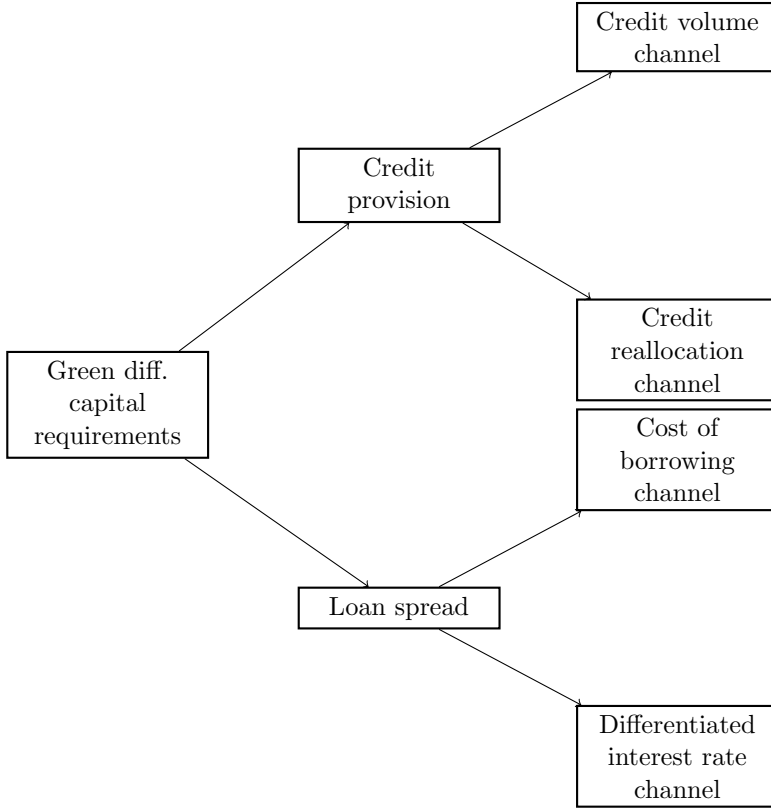 Credit volume
channel
Credit
provision
Credit
reallocation
channel
Green diff.
capital
requirements
Cost of
borrowing
channel
Loan spread
Differentiated
interest rate
channel